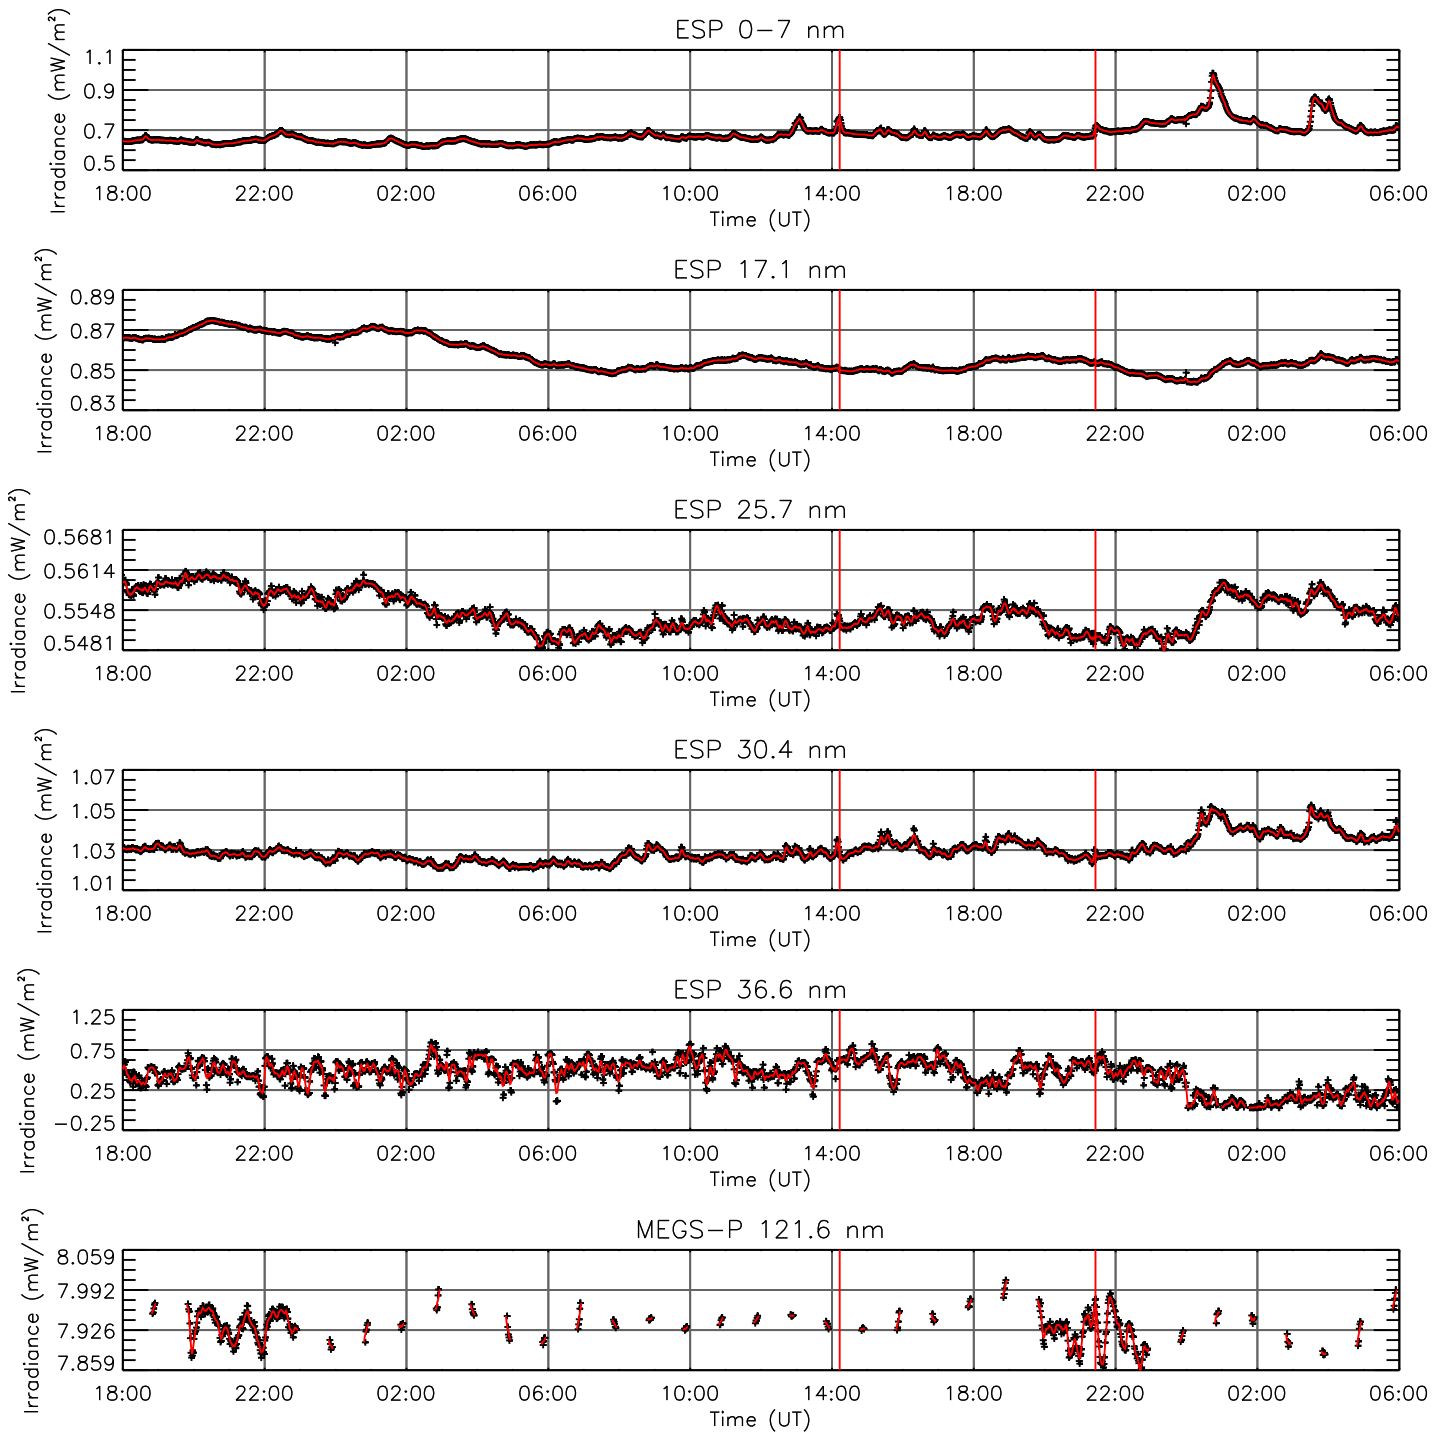 ESP 0-7 nm
Irradiance (mW/m²)
1.1
0.9
0.7
0.5
18:00 22:00 02:00 06:00 10:00 14:00 18:00 22:00 02:00 06:00
Time (UT)
ESP 17.1 nm
Irradiance (mW/m²)
0.89
0.87
0.85
0.83
18:00 22:00 02:00 06:00 10:00 14:00 18:00 22:00 02:00 06:00
Time (UT)
ESP 25.7 nm
Irradiance (mW/m²)
0.5681
0.5614
0.5548
0.5481
18:00 22:00 02:00 06:00 10:00 14:00 18:00 22:00 02:00 06:00
Time (UT)
ESP 30.4 nm
Irradiance (mW/m²)
1.07
1.05
1.03
1.01
18:00 22:00 02:00 06:00 10:00 14:00 18:00 22:00 02:00 06:00
Time (UT)
ESP 36.6 nm
Irradiance (mW/m²)
1.25
0.75
0.25
-0.25
18:00 22:00 02:00 06:00 10:00 14:00 18:00 22:00 02:00 06:00
Time (UT)
MEGS-P 121.6 nm
Irradiance (mW/m²)
8.059
7.992
7.926
7.859
18:00 22:00 02:00 06:00 10:00 14:00 18:00 22:00 02:00 06:00
Time (UT)